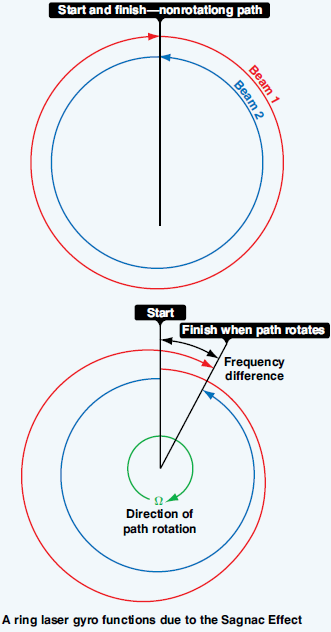 Start and finish—nonrotationg path
Beam 1
Beam 2
Start
Finish when path rotates
Frequency
difference
Ω
Direction of
path rotation
A ring laser gyro functions due to the Sagnac Effect